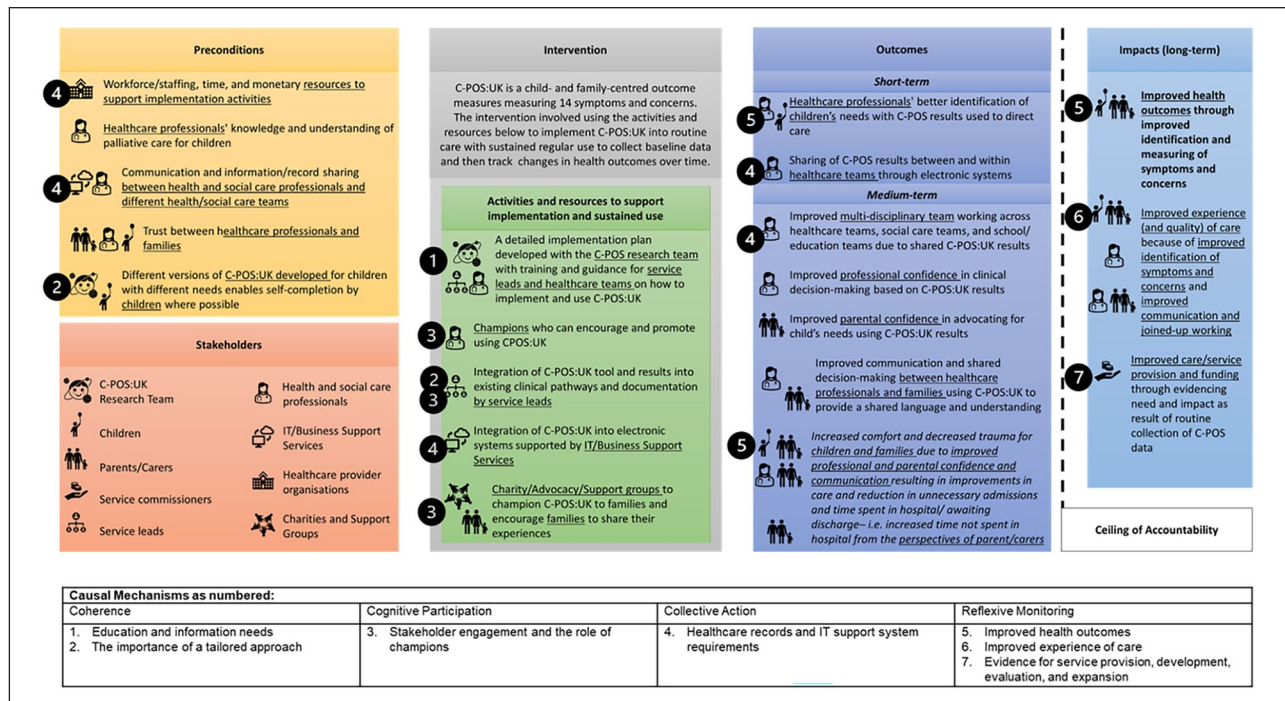 Preconditions
4
Workforce/staffing, time, and monetary resources to
support implementation activities
Healthcare professionals' knowledge and understanding of
palliative care for children
4
Communication and information/record sharing
between health and social care professionals and
different health/social care teams
Trust between healthcare professionals and
families
2
Different versions of C-POS:UK developed for children
with different needs enables self-completion by
children where possible
Stakeholders
C-POS:UK
Research Team
Children
Parents/Carers
Service commissioners
Service leads
Health and social care
professionals
IT/Business Support
Services
Healthcare provider
organisations
Charities and Support
Groups
Intervention
C-POS:UK is a child- and family-centred outcome
measures measuring 14 symptoms and concerns.
The intervention involved using the activities and
resources below to implement C-POS:UK into routine
care with sustained regular use to collect baseline data
and then track changes in health outcomes over time.
Activities and resources to support
implementation and sustained use
1
A detailed implementation plan
developed with the C-POS research team
with training and guidance for service
leads and healthcare teams on how to
implement and use C-POS:UK
3
Champions who can encourage and promote
using CPOS:UK
2
3
Integration of C-POS:UK tool and results into
existing clinical pathways and documentation
by service leads
4
Integration of C-POS:UK into electronic
systems supported by IT/Business Support
Services
3
Charity/Advocacy/Support groups to
champion C-POS:UK to families and
encourage families to share their
experiences
Outcomes
Short-term
5
Healthcare professionals' better identification of
children's needs with C-POS results used to direct
care
4
Sharing of C-POS results between and within
healthcare teams through electronic systems
Medium-term
4
Improved multi-disciplinary team working across
healthcare teams, social care teams, and school/
education teams due to shared C-POS:UK results
Improved professional confidence in clinical
decision-making based on C-POS:UK results
Improved parental confidence in advocating for
child's needs using C-POS:UK results
Improved communication and shared
decision-making between healthcare
professionals and families using C-POS:UK to
provide a shared language and understanding
5
Increased comfort and decreased trauma for
children and families due to improved
professional and parental confidence and
communication resulting in improvements in
care and reduction in unnecessary admissions
and time spent in hospital/ awaiting
discharge– i.e. increased time not spent in
hospital from the perspectives of parent/carers
Impacts (long-term)
5
Improved health
outcomes through
improved
identification and
measuring of
symptoms and
concerns
6
Improved experience
(and quality) of care
because of improved
identification of
symptoms and
concerns and
improved
communication and
joined-up working
7
Improved care/service
provision and funding
through evidencing
need and impact as
result of routine
collection of C-POS
data
Ceiling of Accountability
Causal Mechanisms as numbered:
Coherence
1. Education and information needs
2. The importance of a tailored approach
Cognitive Participation
3. Stakeholder engagement and the role of
champions
Collective Action
4. Healthcare records and IT support system
requirements
Reflexive Monitoring
5. Improved health outcomes
6. Improved experience of care
7. Evidence for service provision, development,
evaluation, and expansion